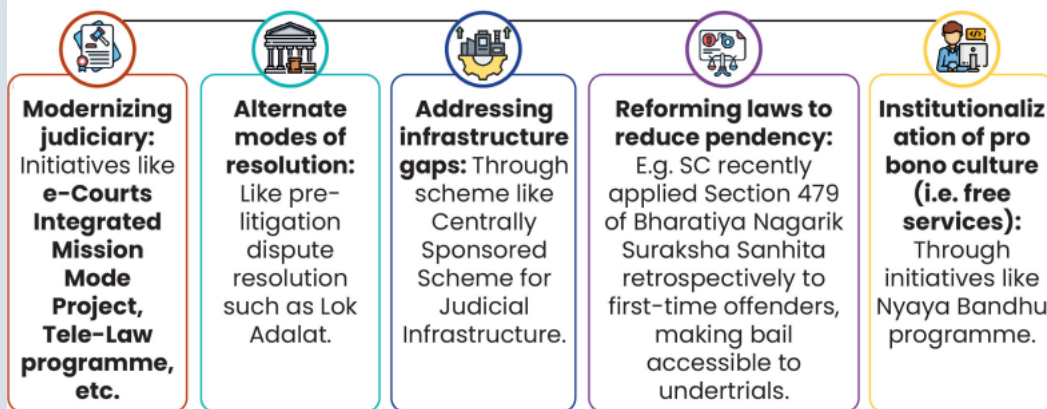 Modernizing
judiciary:
Initiatives like
e-Courts
Integrated
Mission
Mode
Project,
Tele-Law
programme,
etc.
Alternate
modes of
resolution:
Like pre-
litigation
dispute
resolution
such as Lok
Adalat.
Addressing
infrastructure
gaps: Through
scheme like
Centrally
Sponsored
Scheme for
Judicial
Infrastructure.
Reforming laws to
reduce pendency:
E.g. SC recently
applied Section 479
of Bharatiya Nagarik
Suraksha Sanhita
retrospectively to
first-time offenders,
making bail
accessible to
undertrials.
Institutionaliz
ation of pro
bono culture
(i.e. free
services):
Through
initiatives like
Nyaya Bandhu
programme.